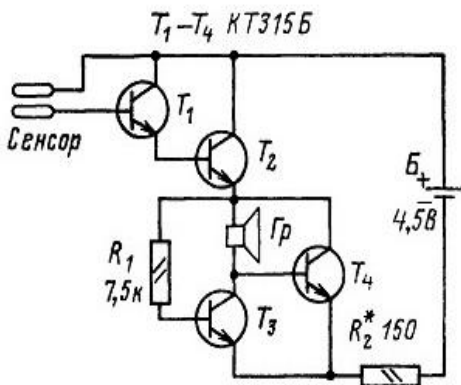 T₁–T₄ КТ315Б
Сенсор
T₁
T₂
Б
+
–
4,5В
Гр
R₁
7,5к
T₄
T₃
R₂* 150